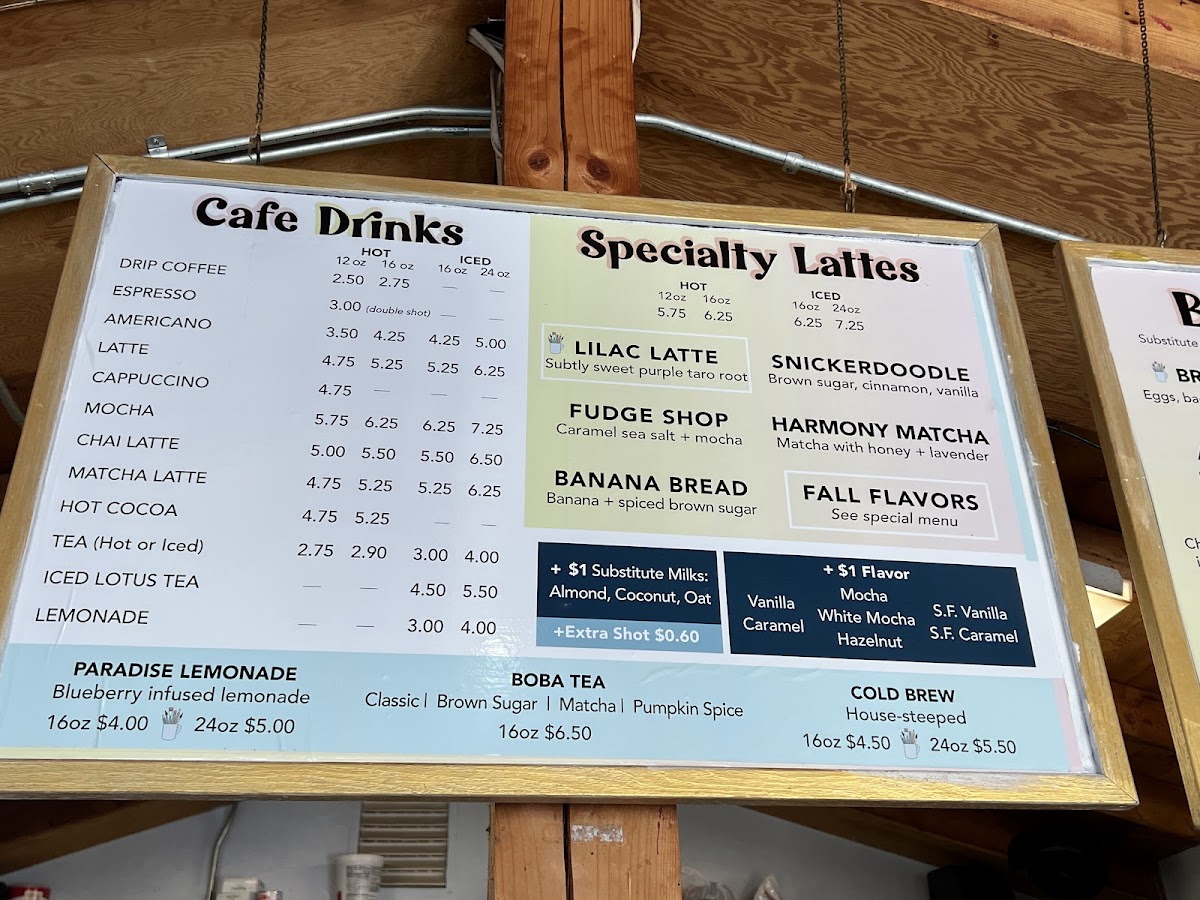 Cafe Drinks
HOT ICED
12 oz 16 oz 16 oz 24 oz
DRIP COFFEE 2.50 2.75 — —
ESPRESSO 3.00 (double shot) — —
AMERICANO 3.50 4.25 4.25 5.00
LATTE 4.75 5.25 5.25 6.25
CAPPUCCINO 4.75 — — —
MOCHA 5.75 6.25 6.25 7.25
CHAI LATTE 5.00 5.50 5.50 6.50
MATCHA LATTE 4.75 5.25 5.25 6.25
HOT COCOA 4.75 5.25 — —
TEA (Hot or Iced) 2.75 2.90 3.00 4.00
ICED LOTUS TEA — — 4.50 5.50
LEMONADE — — 3.00 4.00
Specialty Lattes
HOT ICED
12oz 16oz 16oz 24oz
5.75 6.25 6.25 7.25
LILAC LATTE
Subtly sweet purple taro root
SNICKERDOODLE
Brown sugar, cinnamon, vanilla
FUDGE SHOP
Caramel sea salt + mocha
HARMONY MATCHA
Matcha with honey + lavender
BANANA BREAD
Banana + spiced brown sugar
FALL FLAVORS
See special menu
+ $1 Substitute Milks:
Almond, Coconut, Oat
+Extra Shot $0.60
+ $1 Flavor
Vanilla
Caramel
Mocha
White Mocha
Hazelnut
S.F. Vanilla
S.F. Caramel
PARADISE LEMONADE
Blueberry infused lemonade
16oz $4.00 24oz $5.00
BOBA TEA
Classic | Brown Sugar | Matcha | Pumpkin Spice
16oz $6.50
COLD BREW
House-steeped
16oz $4.50 24oz $5.50
Substitute
BR
Eggs, ba